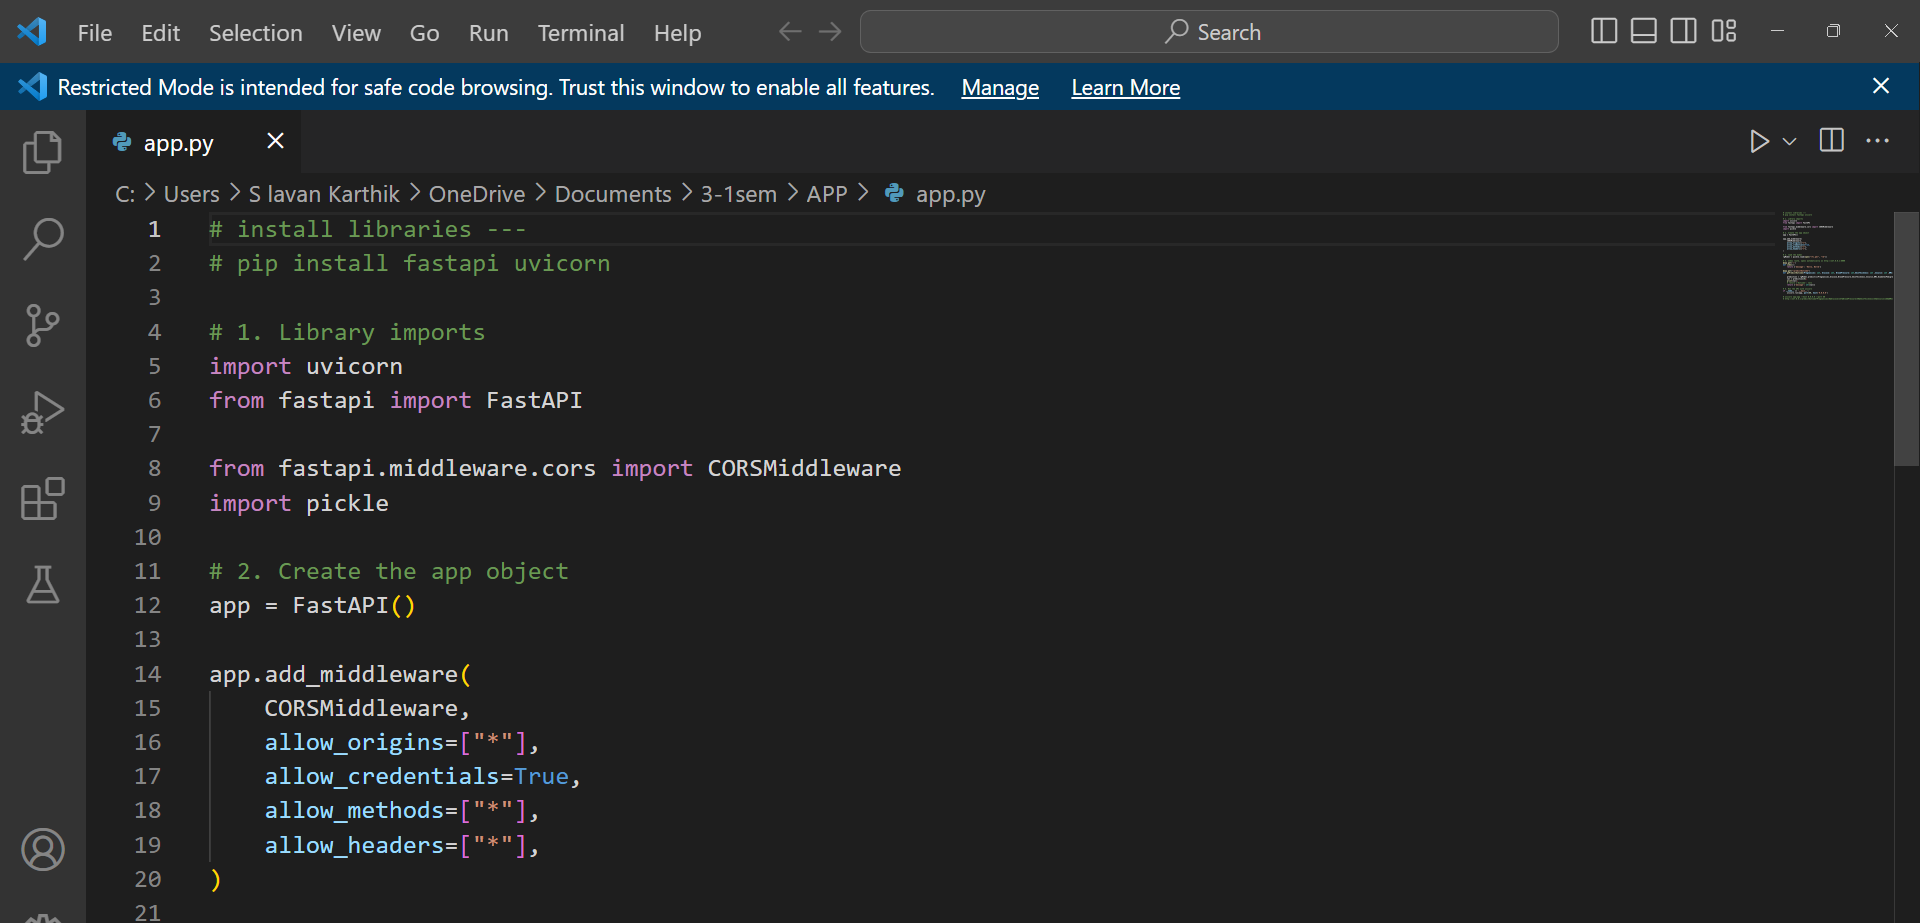 File Edit Selection View Go Run Terminal Help Search
Restricted Mode is intended for safe code browsing. Trust this window to enable all features. Manage Learn More
app.py
C: > Users > S lavan Karthik > OneDrive > Documents > 3-1sem > APP > app.py
1 # install libraries ---
2 # pip install fastapi uvicorn
3
4 # 1. Library imports
5 import uvicorn
6 from fastapi import FastAPI
7
8 from fastapi.middleware.cors import CORSMiddleware
9 import pickle
10
11 # 2. Create the app object
12 app = FastAPI()
13
14 app.add_middleware(
15     CORSMiddleware,
16     allow_origins=["*"],
17     allow_credentials=True,
18     allow_methods=["*"],
19     allow_headers=["*"],
20 )
21